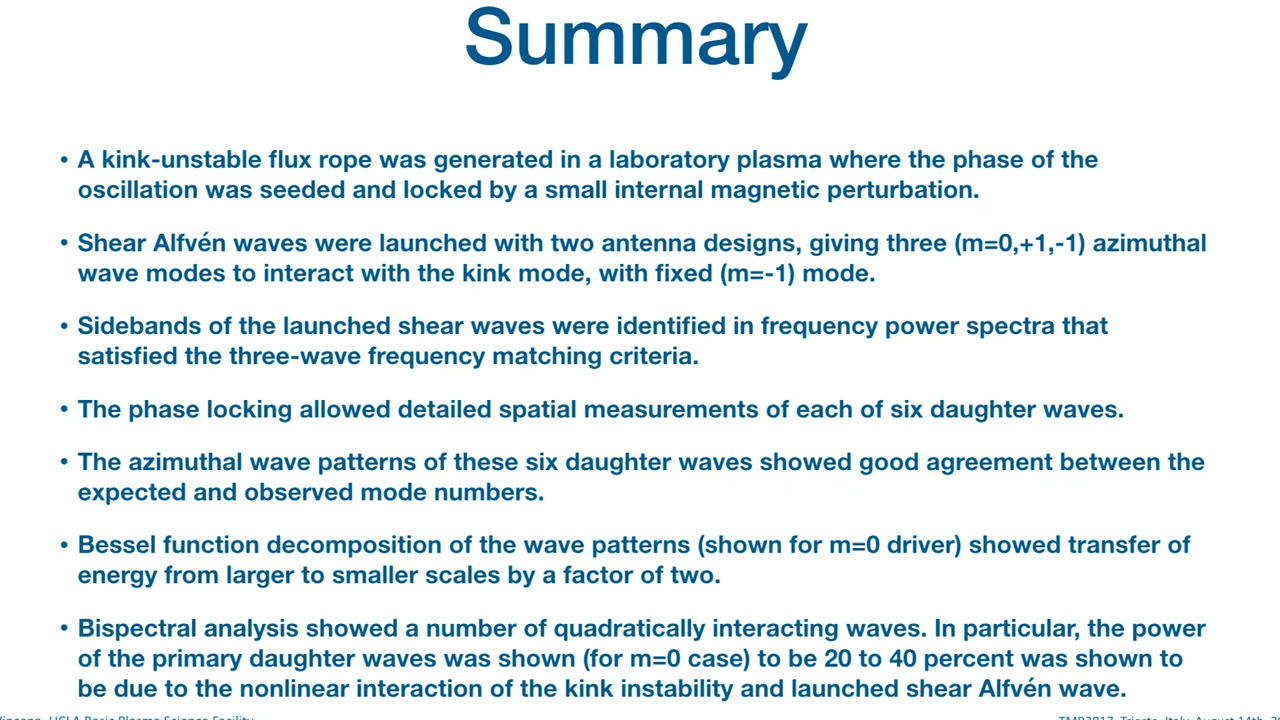 Summary
• A kink-unstable flux rope was generated in a laboratory plasma where the phase of the
oscillation was seeded and locked by a small internal magnetic perturbation.
• Shear Alfvén waves were launched with two antenna designs, giving three (m=0,+1,-1) azimuthal
wave modes to interact with the kink mode, with fixed (m=-1) mode.
• Sidebands of the launched shear waves were identified in frequency power spectra that
satisfied the three-wave frequency matching criteria.
• The phase locking allowed detailed spatial measurements of each of six daughter waves.
• The azimuthal wave patterns of these six daughter waves showed good agreement between the
expected and observed mode numbers.
• Bessel function decomposition of the wave patterns (shown for m=0 driver) showed transfer of
energy from larger to smaller scales by a factor of two.
• Bispectral analysis showed a number of quadratically interacting waves. In particular, the power
of the primary daughter waves was shown (for m=0 case) to be 20 to 40 percent was shown to
be due to the nonlinear interaction of the kink instability and launched shear Alfvén wave.
UCLA Basic Plasma Science Facility
Trieste, Italy, August 14th,